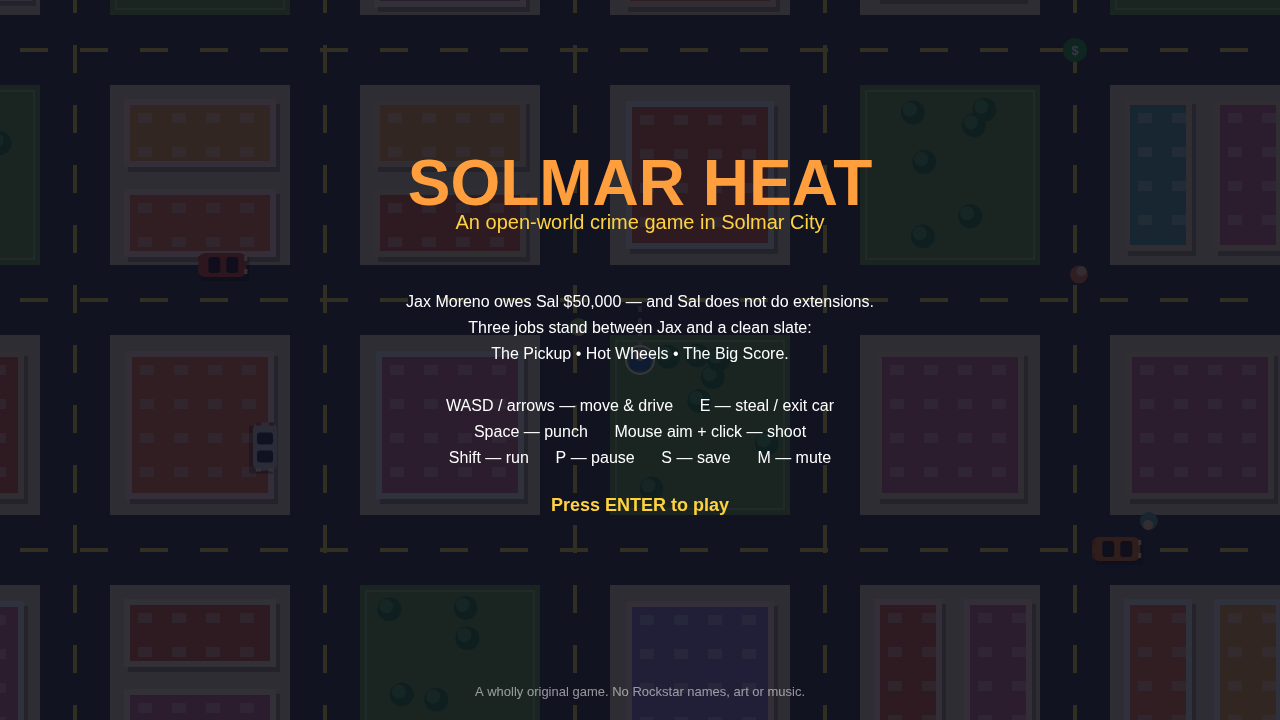 $
SOLMAR HEAT
An open-world crime game in Solmar City
Jax Moreno owes Sal $50,000 — and Sal does not do extensions.
Three jobs stand between Jax and a clean slate:
The Pickup • Hot Wheels • The Big Score.
WASD / arrows — move & drive E — steal / exit car
Space — punch Mouse aim + click — shoot
Shift — run P — pause S — save M — mute
Press ENTER to play
A wholly original game. No Rockstar names, art or music.